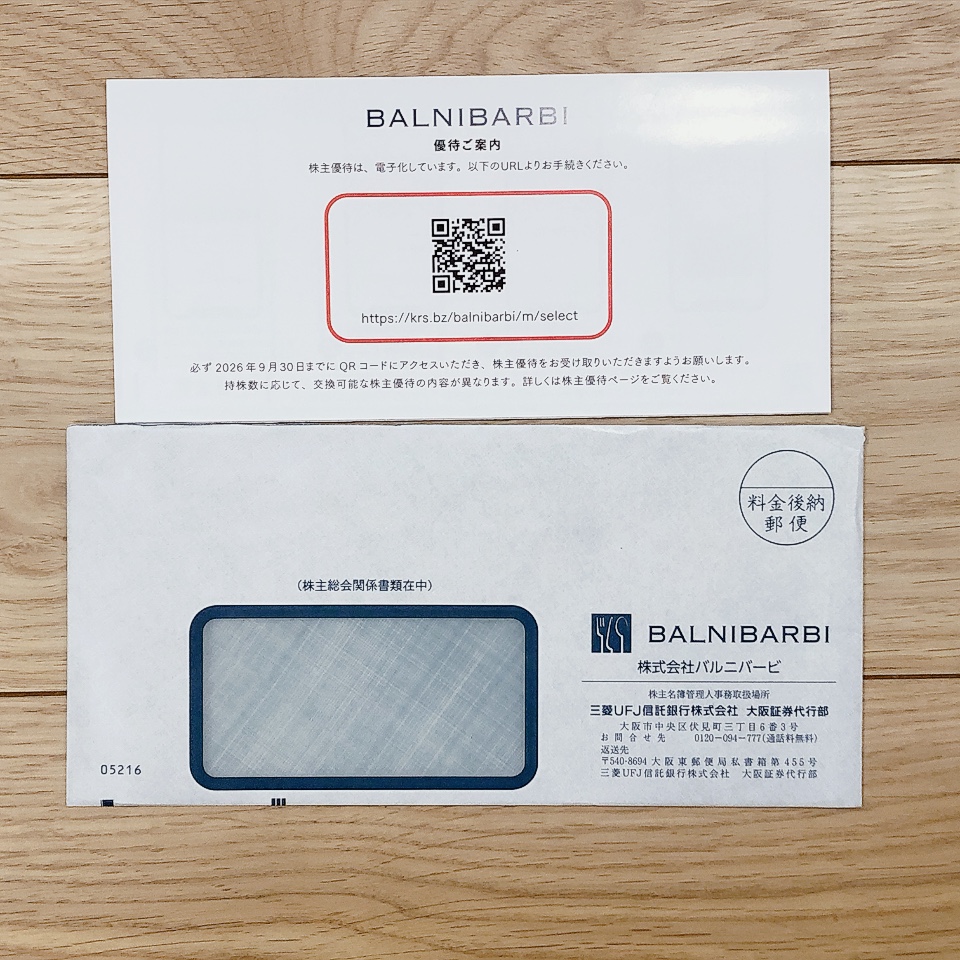 BALNIBARBI
優待ご案内
株主優待は、電子化しています。以下のURLよりお手続きください。
https://krs.bz/balnibarbi/m/select
必ず2026年9月30日までにQRコードにアクセスいただき、株主優待をお受け取りいただきますようお願いします。
持株数に応じて、交換可能な株主優待の内容が異なります。詳しくは株主優待ページをご覧ください。
料金後納
郵便
(株主総会関係書類在中)
BALNIBARBI
株式会社バルニバービ
株主名簿管理人事務取扱場所
三菱UFJ信託銀行株式会社 大阪証券代行部
大阪市中央区伏見町三丁目6番3号
お問合せ先 0120-094-777(通話料無料)
返送先
〒540-8694 大阪東郵便局私書箱第455号
三菱UFJ信託銀行株式会社 大阪証券代行部
05216